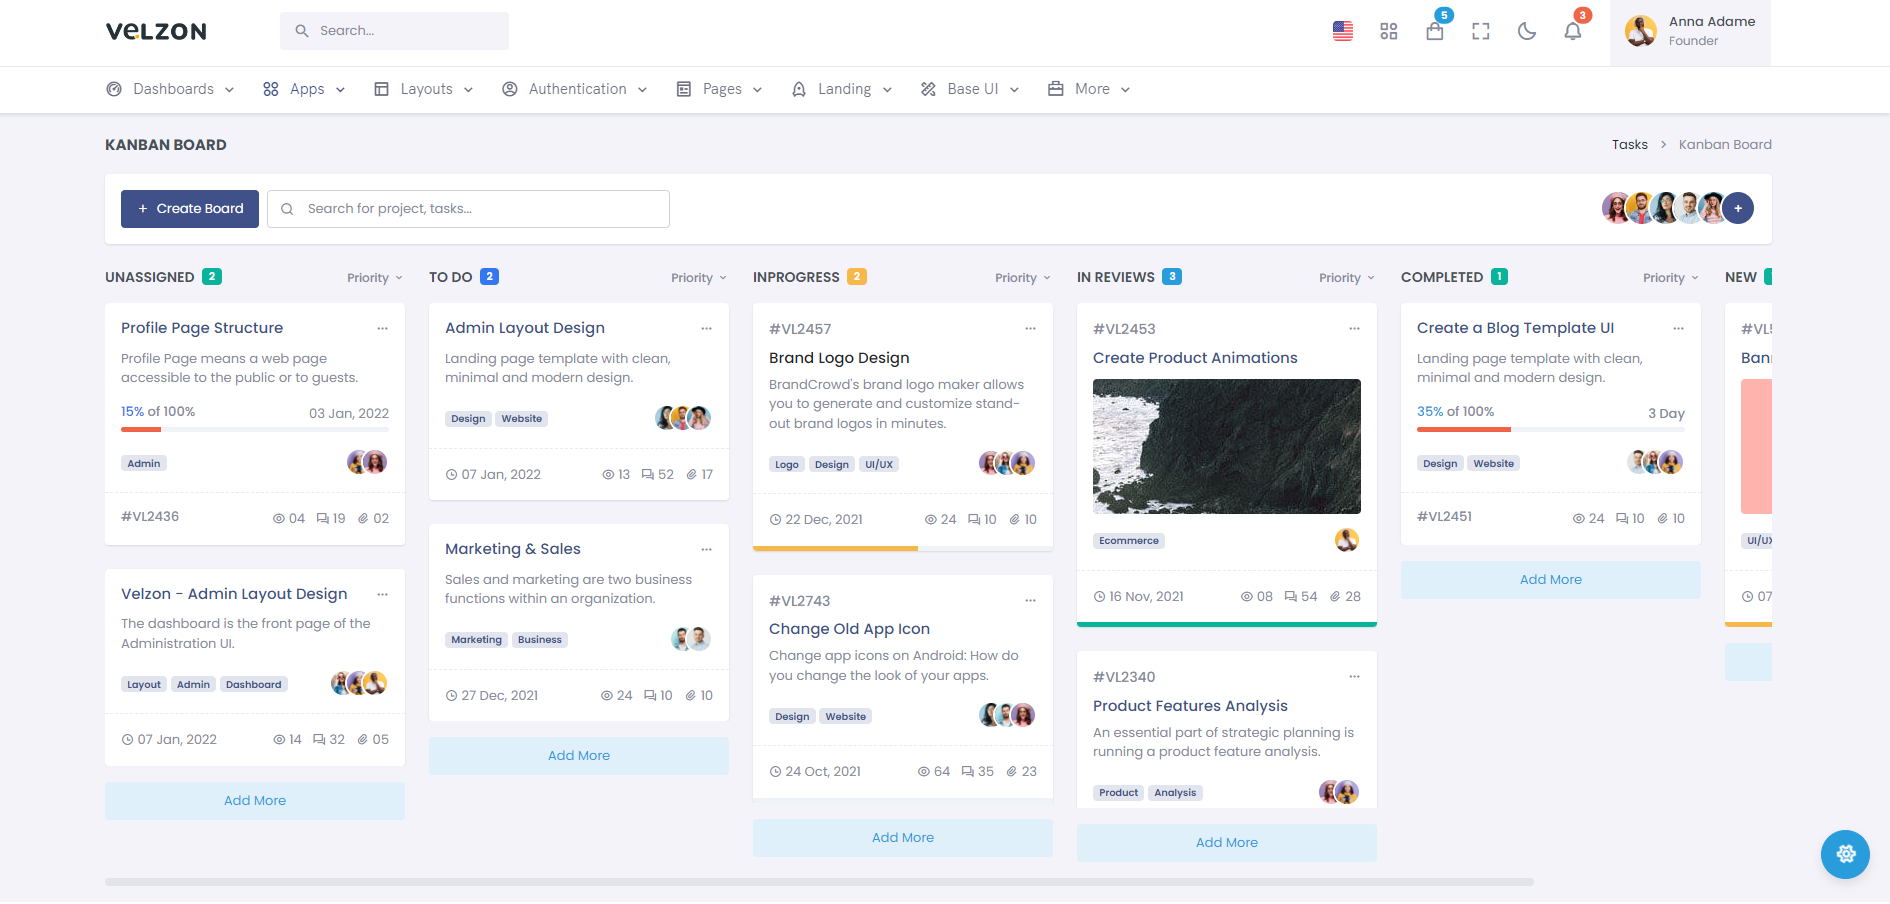 VELZON
Search...
5
3
Anna Adame
Founder
Dashboards
Apps
Layouts
Authentication
Pages
Landing
Base UI
More
KANBAN BOARD
Tasks > Kanban Board
+ Create Board
Search for project, tasks...
+
UNASSIGNED 2
Priority
Profile Page Structure
Profile Page means a web page
accessible to the public or to guests.
15% of 100%
03 Jan, 2022
Admin
#VL2436
04 19 02
Velzon - Admin Layout Design
The dashboard is the front page of the
Administration UI.
Layout Admin Dashboard
07 Jan, 2022
14 32 05
Add More
TO DO 2
Priority
Admin Layout Design
Landing page template with clean,
minimal and modern design.
Design Website
07 Jan, 2022
13 52 17
Marketing & Sales
Sales and marketing are two business
functions within an organization.
Marketing Business
27 Dec, 2021
24 10 10
Add More
INPROGRESS 2
Priority
#VL2457
Brand Logo Design
BrandCrowd's brand logo maker allows
you to generate and customize stand-
out brand logos in minutes.
Logo Design UI/UX
22 Dec, 2021
24 10 10
#VL2743
Change Old App Icon
Change app icons on Android: How do
you change the look of your apps.
Design Website
24 Oct, 2021
64 35 23
Add More
IN REVIEWS 3
Priority
#VL2453
Create Product Animations
Ecommerce
16 Nov, 2021
08 54 28
#VL2340
Product Features Analysis
An essential part of strategic planning is
running a product feature analysis.
Product Analysis
Add More
COMPLETED 1
Priority
Create a Blog Template UI
Landing page template with clean,
minimal and modern design.
35% of 100%
3 Day
Design Website
#VL2451
24 10 10
Add More
NEW
UI/UX
07